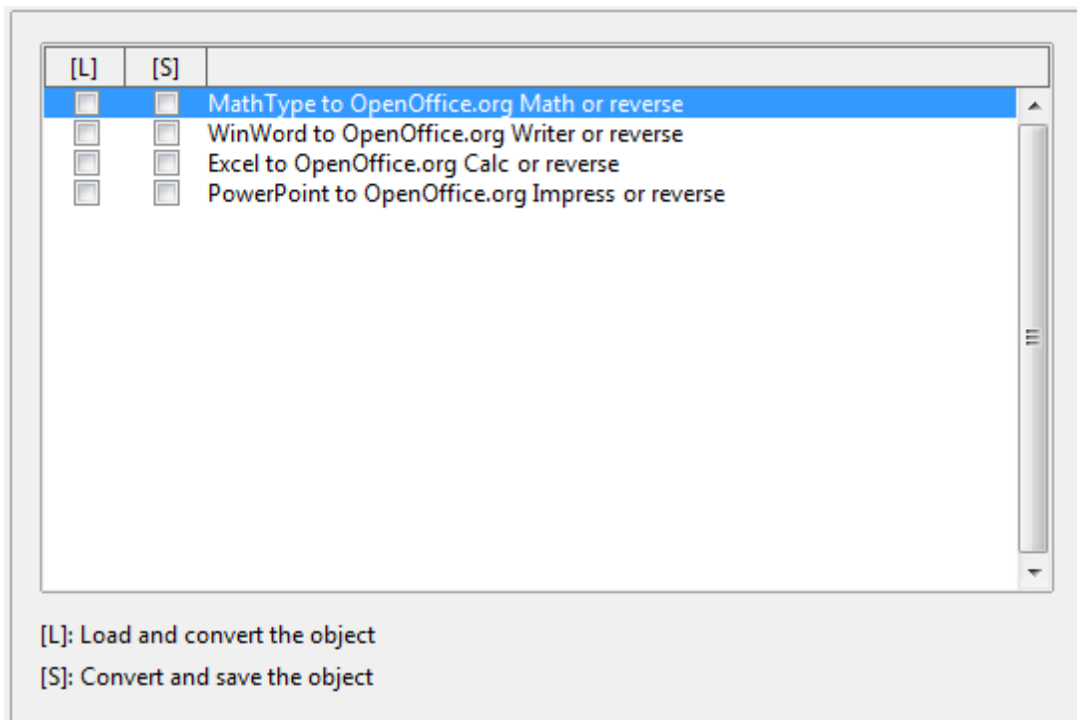 [L] [S]
MathType to OpenOffice.org Math or reverse
WinWord to OpenOffice.org Writer or reverse
Excel to OpenOffice.org Calc or reverse
PowerPoint to OpenOffice.org Impress or reverse
[L]: Load and convert the object
[S]: Convert and save the object